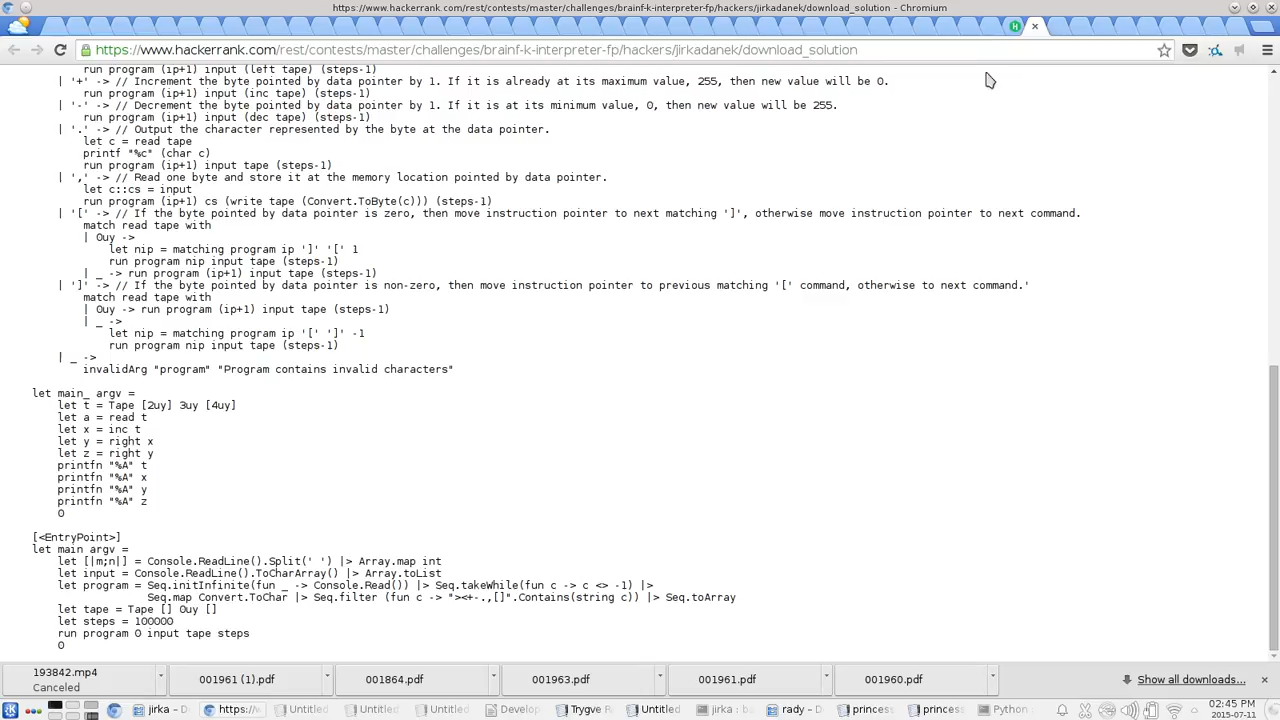 https://www.hackerrank.com/rest/contests/master/challenges/brainf-k-interpreter-fp/hackers/jirkadanek/download_solution - Chromium
https://www.hackerrank.com/rest/contests/master/challenges/brainf-k-interpreter-fp/hackers/jirkadanek/download_solution
run program (ip+1) input (left tape) (steps-1)
| '+' -> // Increment the byte pointed by data pointer by 1. If it is already at its maximum value, 255, then new value will be 0.
run program (ip+1) input (inc tape) (steps-1)
| '-' -> // Decrement the byte pointed by data pointer by 1. If it is at its minimum value, 0, then new value will be 255.
run program (ip+1) input (dec tape) (steps-1)
| '.' -> // Output the character represented by the byte at the data pointer.
let c = read tape
printf "%c" (char c)
run program (ip+1) input tape (steps-1)
| ',' -> // Read one byte and store it at the memory location pointed by data pointer.
let c::cs = input
run program (ip+1) cs (write tape (Convert.ToByte(c))) (steps-1)
| '[' -> // If the byte pointed by data pointer is zero, then move instruction pointer to next matching ']', otherwise move instruction pointer to next command.
match read tape with
| 0uy ->
let nip = matching program ip ']' '[' 1
run program nip input tape (steps-1)
| _ -> run program (ip+1) input tape (steps-1)
| ']' -> // If the byte pointed by data pointer is non-zero, then move instruction pointer to previous matching '[' command, otherwise to next command.'
match read tape with
| 0uy -> run program (ip+1) input tape (steps-1)
| _ ->
let nip = matching program ip '[' ']' -1
run program nip input tape (steps-1)
| _ ->
invalidArg "program" "Program contains invalid characters"
let main_ argv =
let t = Tape [2uy] 3uy [4uy]
let a = read t
let x = inc t
let y = right x
let z = right y
printfn "%A" t
printfn "%A" x
printfn "%A" y
printfn "%A" z
0
[<EntryPoint>]
let main argv =
let [|m;n|] = Console.ReadLine().Split(' ') |> Array.map int
let input = Console.ReadLine().ToCharArray() |> Array.toList
let program = Seq.initInfinite(fun _ -> Console.Read()) |> Seq.takeWhile(fun c -> c <> -1) |>
Seq.map Convert.ToChar |> Seq.filter (fun c -> "><+-.,[]".Contains(string c)) |> Seq.toArray
let tape = Tape [] 0uy []
let steps = 100000
run program 0 input tape steps
0
193842.mp4
Canceled
001961 (1).pdf
001864.pdf
001963.pdf
001961.pdf
001960.pdf
Show all downloads...
jirka – D
https://
Untitled
Untitled
Untitled
Develop
Trygve
Untitled
jirka :
rady –
princess
princess
Python
02:45 PM
2015-07-11